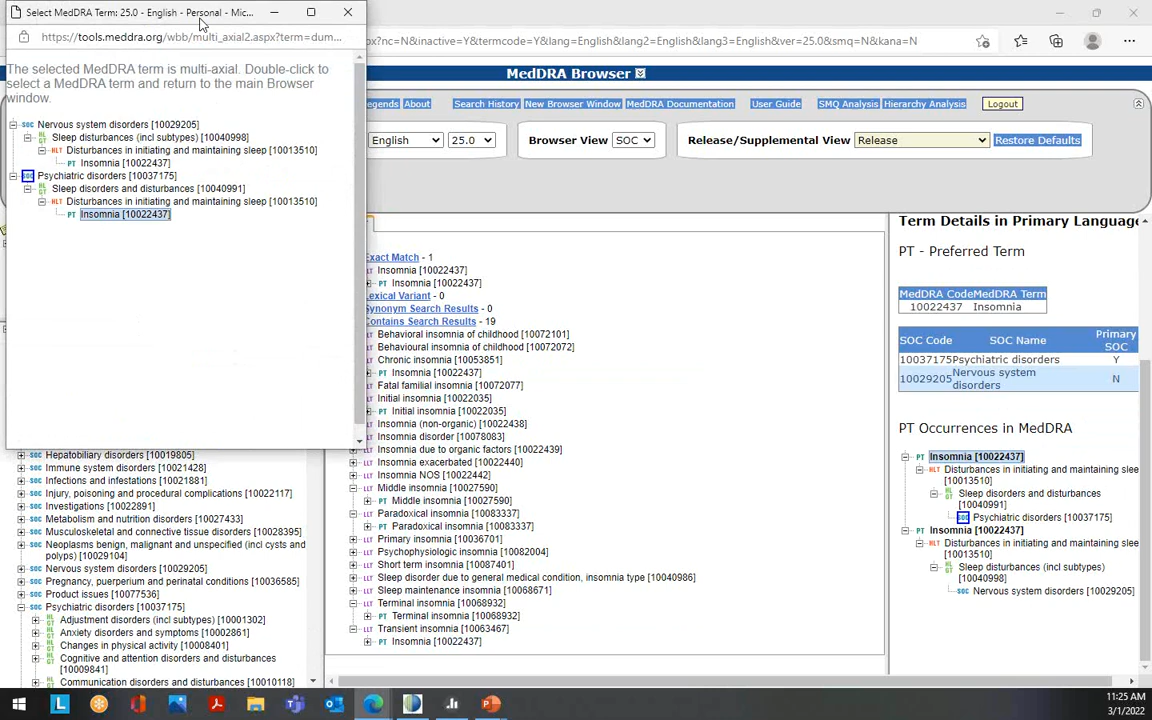 Select MedDRA Term: 25.0 - English - Personal - Mic...
https://tools.meddra.org/wbb/multi_axial2.aspx?term=dum...
The selected MedDRA term is multi-axial. Double-click to
select a MedDRA term and return to the main Browser
window.
SOC Nervous system disorders [10029205]
HLGT Sleep disturbances (incl subtypes) [10040998]
HLT Disturbances in initiating and maintaining sleep [10013510]
PT Insomnia [10022437]
SOC Psychiatric disorders [10037175]
HLGT Sleep disorders and disturbances [10040991]
HLT Disturbances in initiating and maintaining sleep [10013510]
PT Insomnia [10022437]
px?nc=N&inactive=Y&termcode=Y&lang=English&lang2=English&lang3=English&ver=25.0&smq=N&kana=N
MedDRA Browser
egends About Search History New Browser Window MedDRA Documentation User Guide SMQ Analysis Hierarchy Analysis Logout
English 25.0 Browser View SOC Release/Supplemental View Release Restore Defaults
Exact Match - 1
LLT Insomnia [10022437]
PT Insomnia [10022437]
Lexical Variant - 0
Synonym Search Results - 0
Contains Search Results - 19
LLT Behavioral insomnia of childhood [10072101]
LLT Behavioural insomnia of childhood [10072072]
LLT Chronic insomnia [10053851]
PT Insomnia [10022437]
LLT Fatal familial insomnia [10072077]
LLT Initial insomnia [10022035]
PT Initial insomnia [10022035]
LLT Insomnia (non-organic) [10022438]
LLT Insomnia disorder [10078083]
LLT Insomnia due to organic factors [10022439]
LLT Insomnia exacerbated [10022440]
LLT Insomnia NOS [10022442]
LLT Middle insomnia [10027590]
PT Middle insomnia [10027590]
LLT Paradoxical insomnia [10083337]
PT Paradoxical insomnia [10083337]
LLT Primary insomnia [10036701]
LLT Psychophysiologic insomnia [10082004]
LLT Short term insomnia [10087401]
LLT Sleep disorder due to general medical condition, insomnia type [10040986]
LLT Sleep maintenance insomnia [10068671]
LLT Terminal insomnia [10068932]
PT Terminal insomnia [10068932]
LLT Transient insomnia [10063467]
PT Insomnia [10022437]
SOC Hepatobiliary disorders [10019805]
SOC Immune system disorders [10021428]
SOC Infections and infestations [10021881]
SOC Injury, poisoning and procedural complications [10022117]
SOC Investigations [10022891]
SOC Metabolism and nutrition disorders [10027433]
SOC Musculoskeletal and connective tissue disorders [10028395]
SOC Neoplasms benign, malignant and unspecified (incl cysts and
polyps) [10029104]
SOC Nervous system disorders [10029205]
SOC Pregnancy, puerperium and perinatal conditions [10036585]
SOC Product issues [10077536]
SOC Psychiatric disorders [10037175]
HLGT Adjustment disorders (incl subtypes) [10001302]
HLGT Anxiety disorders and symptoms [10002861]
HLGT Changes in physical activity [10008401]
HLGT Cognitive and attention disorders and disturbances
[10009841]
HLGT Communication disorders and disturbances [10010118]
Term Details in Primary Language
PT - Preferred Term
MedDRA Code MedDRA Term
10022437 Insomnia
SOC Code SOC Name Primary
SOC
10037175 Psychiatric disorders Y
10029205 Nervous system
disorders N
PT Occurrences in MedDRA
PT Insomnia [10022437]
HLT Disturbances in initiating and maintaining slee
[10013510]
HLGT Sleep disorders and disturbances
[10040991]
SOC Psychiatric disorders [10037175]
PT Insomnia [10022437]
HLT Disturbances in initiating and maintaining slee
[10013510]
HLGT Sleep disturbances (incl subtypes)
[10040998]
SOC Nervous system disorders [10029205]
11:25 AM
3/1/2022